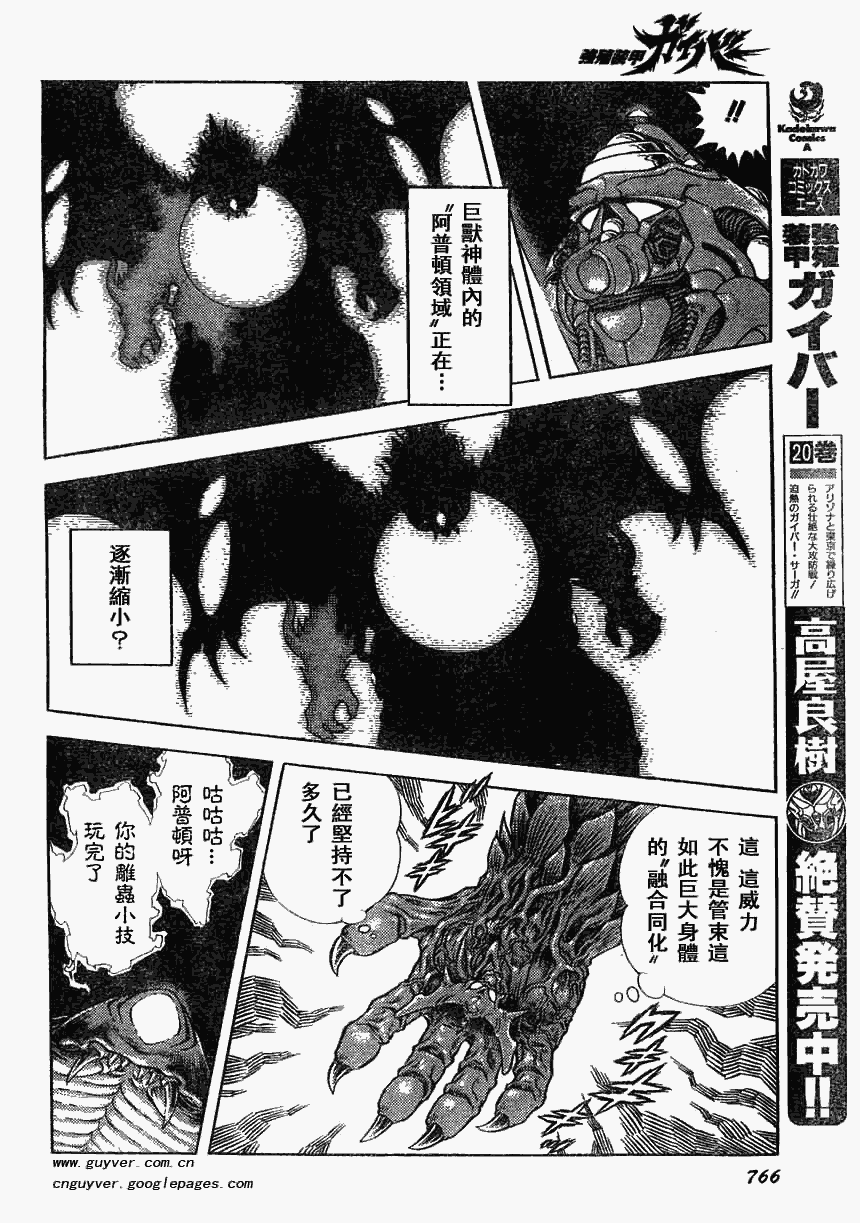 強殖装甲
ガイバー
!!
巨獸神體內的
“阿普頓領域”正在…
逐漸縮小?
這 這威力
不愧是管束這
如此巨大身體
的“融合同化”
已經堅持不了
多久了
咕咕咕…
阿普頓呀
你的雕蟲小技
玩完了
Kadokawa
Comics
A
カドカワ
コミックス
エース
強殖
装甲
ガイバー
20巻
アリゾナと東京で繰り広げ
られる壮絶な大攻防戦!
迫熱のガイバー・サーガ!!
高屋良樹
絶賛発売中!!
www.guyver.com.cn
cnguyver.googlepages.com
766